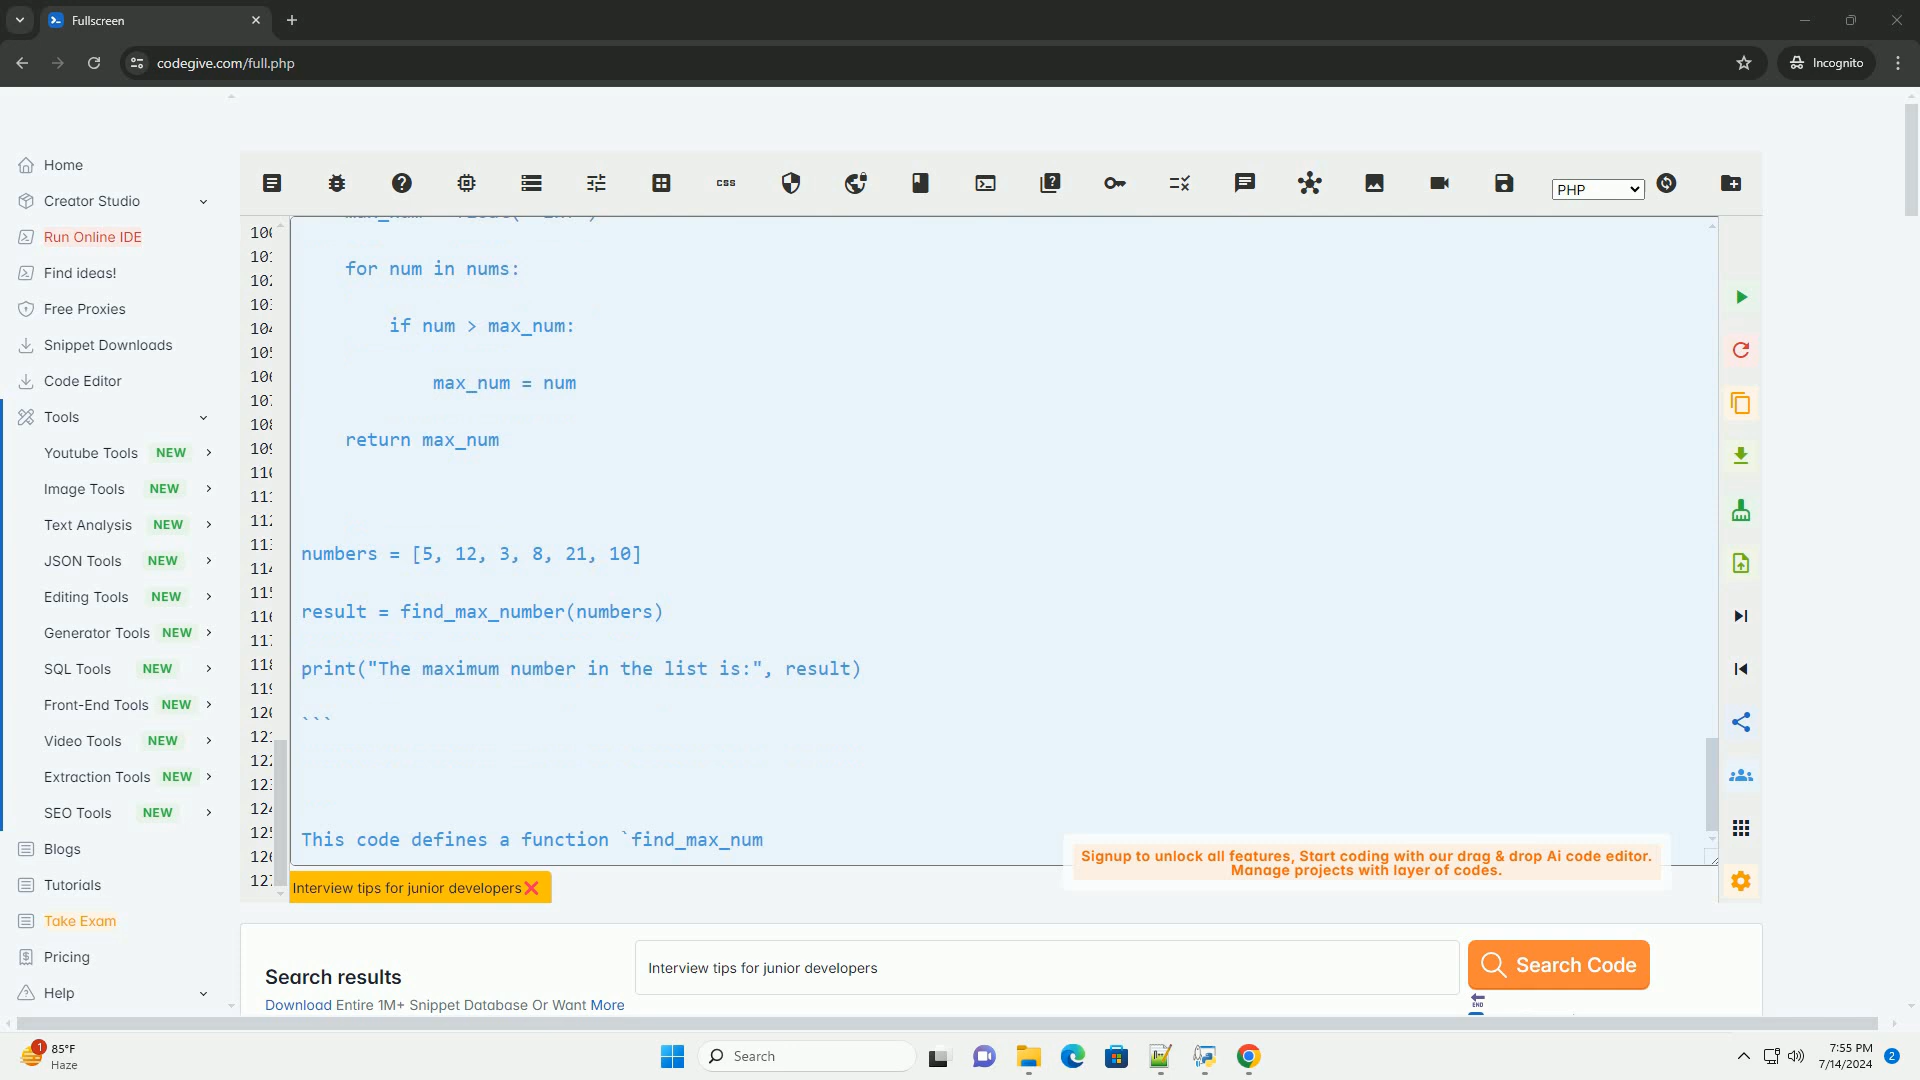 Fullscreen
codegive.com/full.php
Incognito
Home
Creator Studio
Run Online IDE
Find ideas!
Free Proxies
Snippet Downloads
Code Editor
Tools
Youtube Tools NEW
Image Tools NEW
Text Analysis NEW
JSON Tools NEW
Editing Tools NEW
Generator Tools NEW
SQL Tools NEW
Front-End Tools NEW
Video Tools NEW
Extraction Tools NEW
SEO Tools NEW
Blogs
Tutorials
Take Exam
Pricing
Help
css
PHP
for num in nums:
if num > max_num:
max_num = num
return max_num
numbers = [5, 12, 3, 8, 21, 10]
result = find_max_number(numbers)
print("The maximum number in the list is:", result)
```
This code defines a function `find_max_num
Signup to unlock all features, Start coding with our drag & drop Ai code editor.
Manage projects with layer of codes.
Interview tips for junior developers
Search results
Interview tips for junior developers
Search Code
Download Entire 1M+ Snippet Database Or Want More
END
1
85°F
Haze
Search
7:55 PM
7/14/2024
2